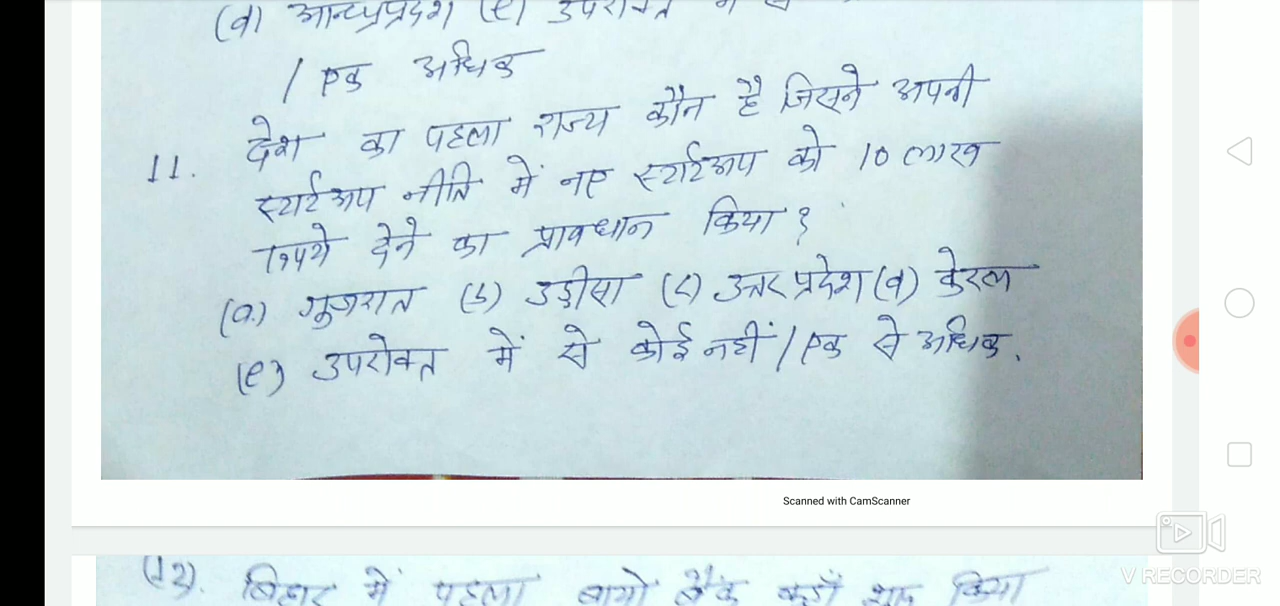 (d) आन्ध्रप्रदेश (e) उपरोक्त में से
/ एक अधिक
11. देश का पहला राज्य कौन है जिसने अपनी
स्टार्टअप नीति में नए स्टार्टअप को 10 लाख
रूपये देने का प्रावधान किया ?
(a.) गुजरात (b) उड़ीसा (c) उत्तर प्रदेश (d) केरल
(e) उपरोक्त में से कोई नहीं / एक से अधिक.
Scanned with CamScanner
(12). बिहार में पहला बायो बैंक कहाँ शुरू किया
V RECORDER